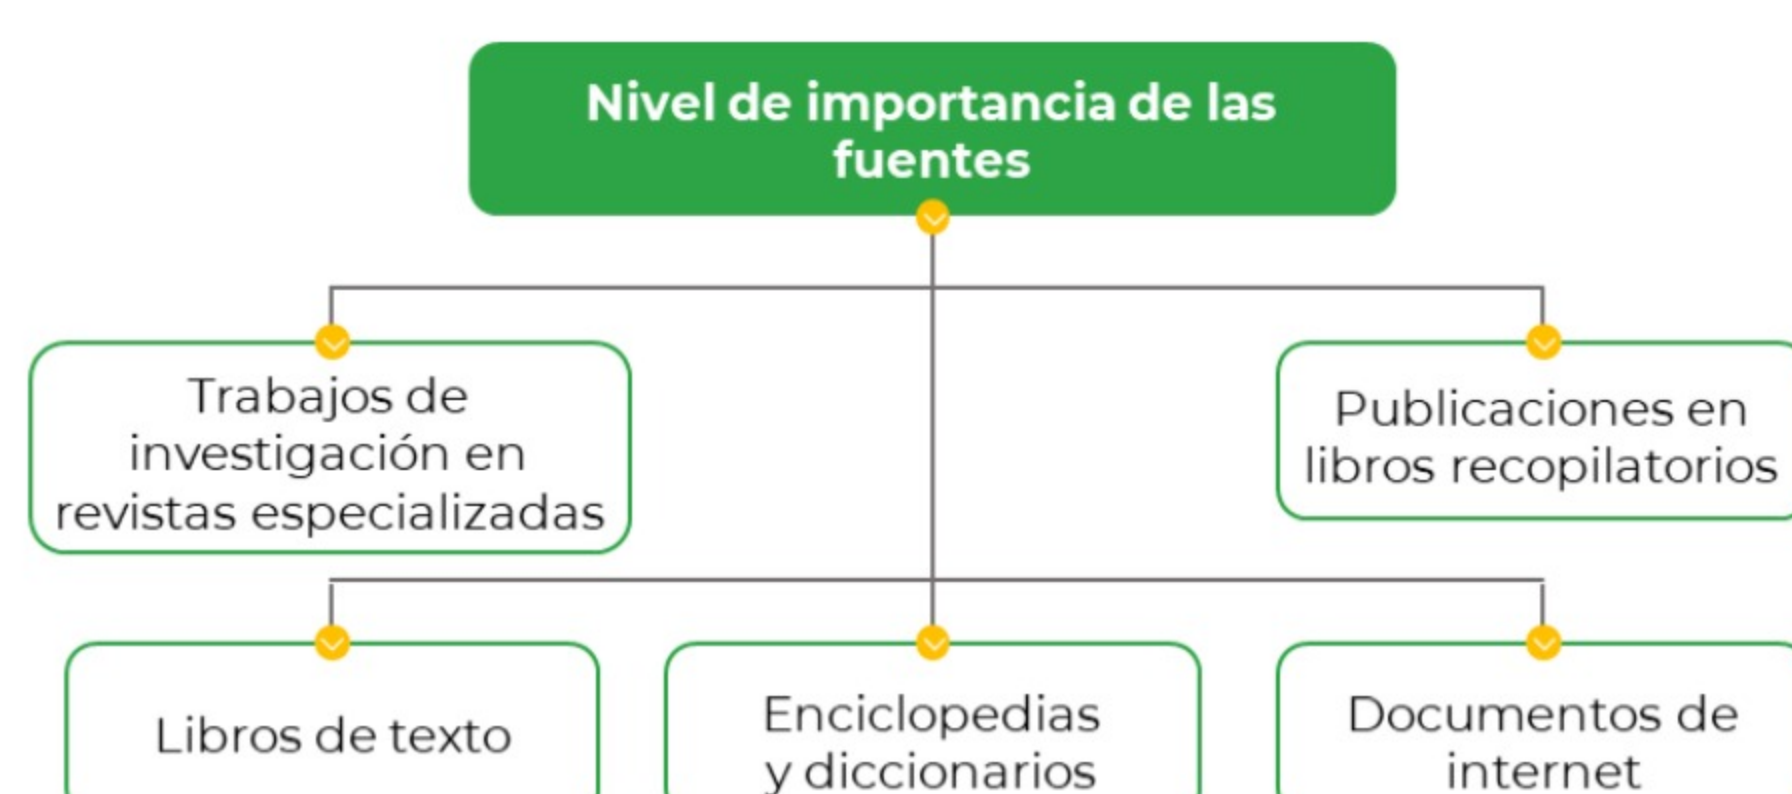 Nivel de importancia de las
fuentes
Trabajos de
investigación en
revistas especializadas
Publicaciones en
libros recopilatorios
Libros de texto
Enciclopedias
y diccionarios
Documentos de
internet